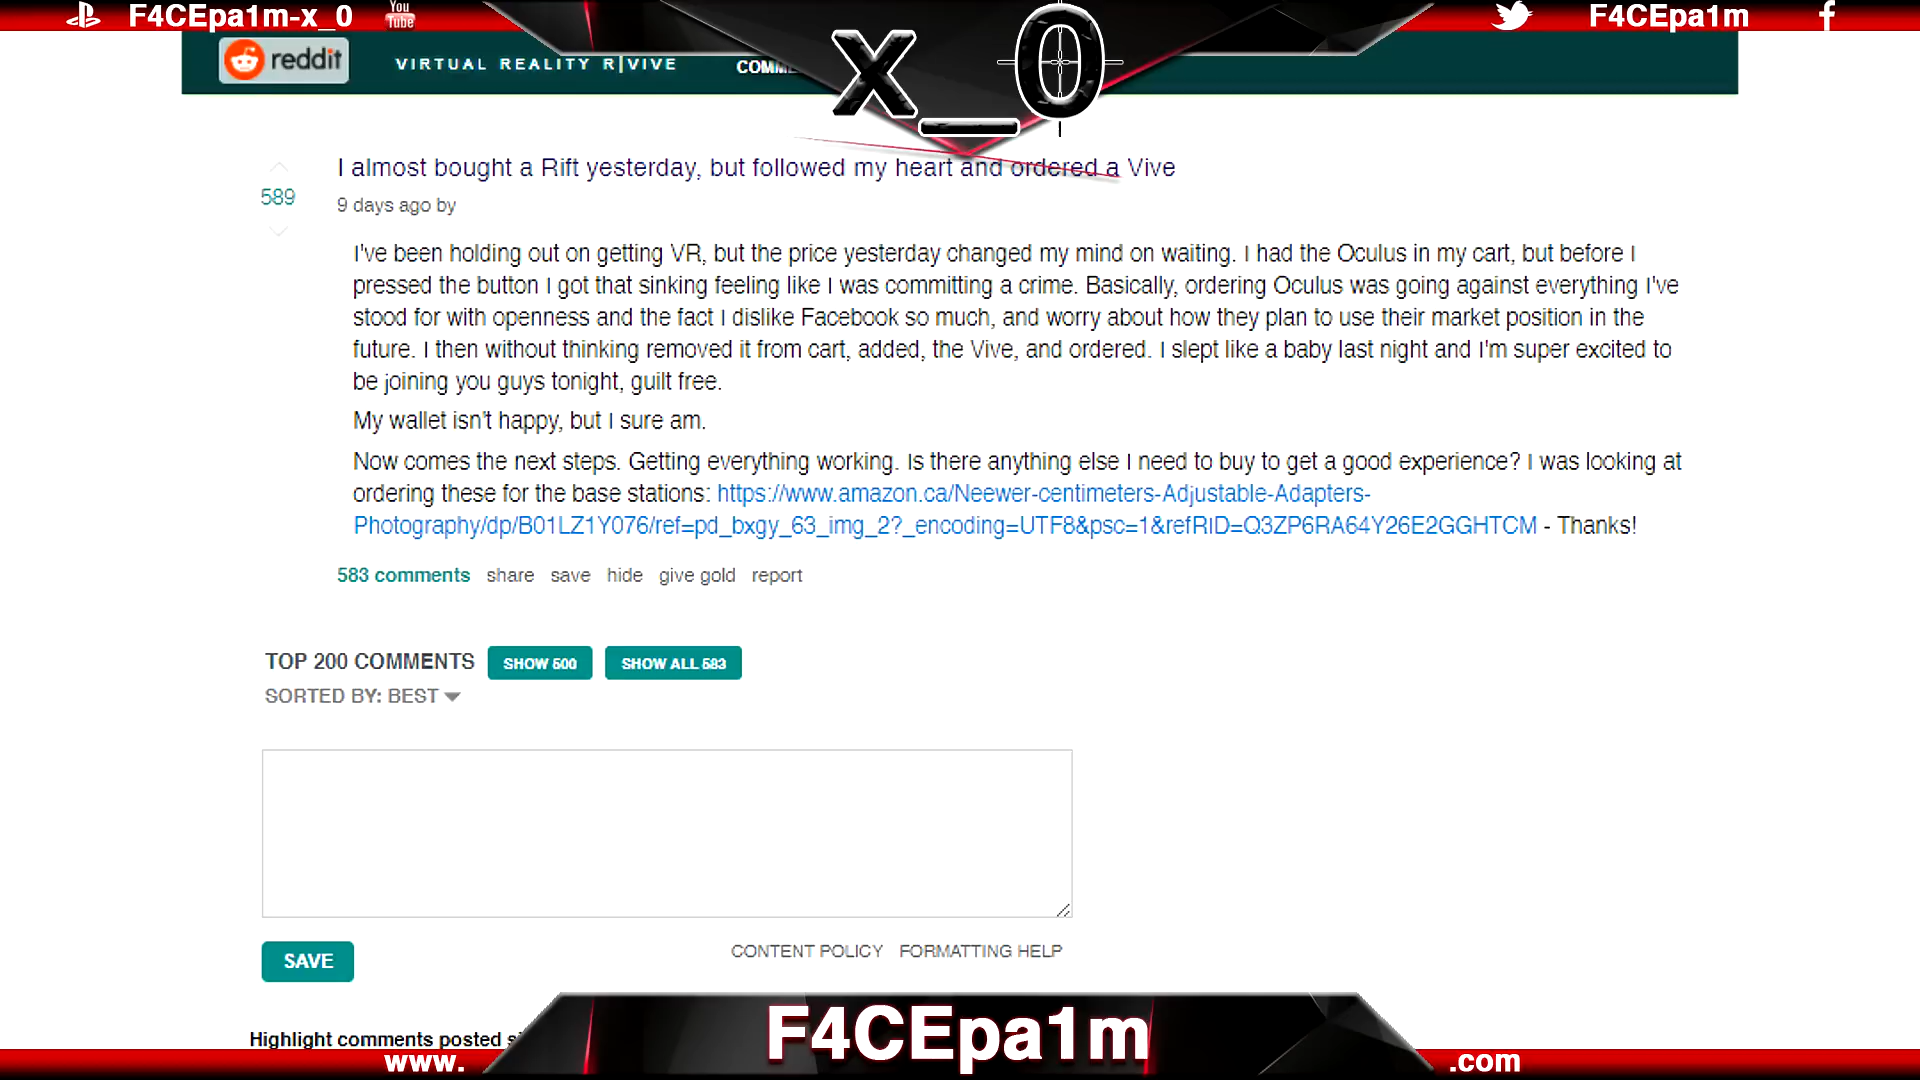 F4CEpa1m-x_0 You Tube F4CEpa1m
x_0
reddit VIRTUAL REALITY R|VIVE
I almost bought a Rift yesterday, but followed my heart and ordered a Vive
589
9 days ago by
I've been holding out on getting VR, but the price yesterday changed my mind on waiting. I had the Oculus in my cart, but before I
pressed the button I got that sinking feeling like I was committing a crime. Basically, ordering Oculus was going against everything I've
stood for with openness and the fact I dislike Facebook so much, and worry about how they plan to use their market position in the
future. I then without thinking removed it from cart, added, the Vive, and ordered. I slept like a baby last night and I'm super excited to
be joining you guys tonight, guilt free.
My wallet isn't happy, but I sure am.
Now comes the next steps. Getting everything working. Is there anything else I need to buy to get a good experience? I was looking at
ordering these for the base stations: https://www.amazon.ca/Neewer-centimeters-Adjustable-Adapters-
Photography/dp/B01LZ1Y076/ref=pd_bxgy_63_img_2?_encoding=UTF8&psc=1&refRID=Q3ZP6RA64Y26E2GGHTCM - Thanks!
583 comments share save hide give gold report
TOP 200 COMMENTS SHOW 500 SHOW ALL 583
SORTED BY: BEST
SAVE CONTENT POLICY FORMATTING HELP
Highlight comments posted
www. F4CEpa1m .com